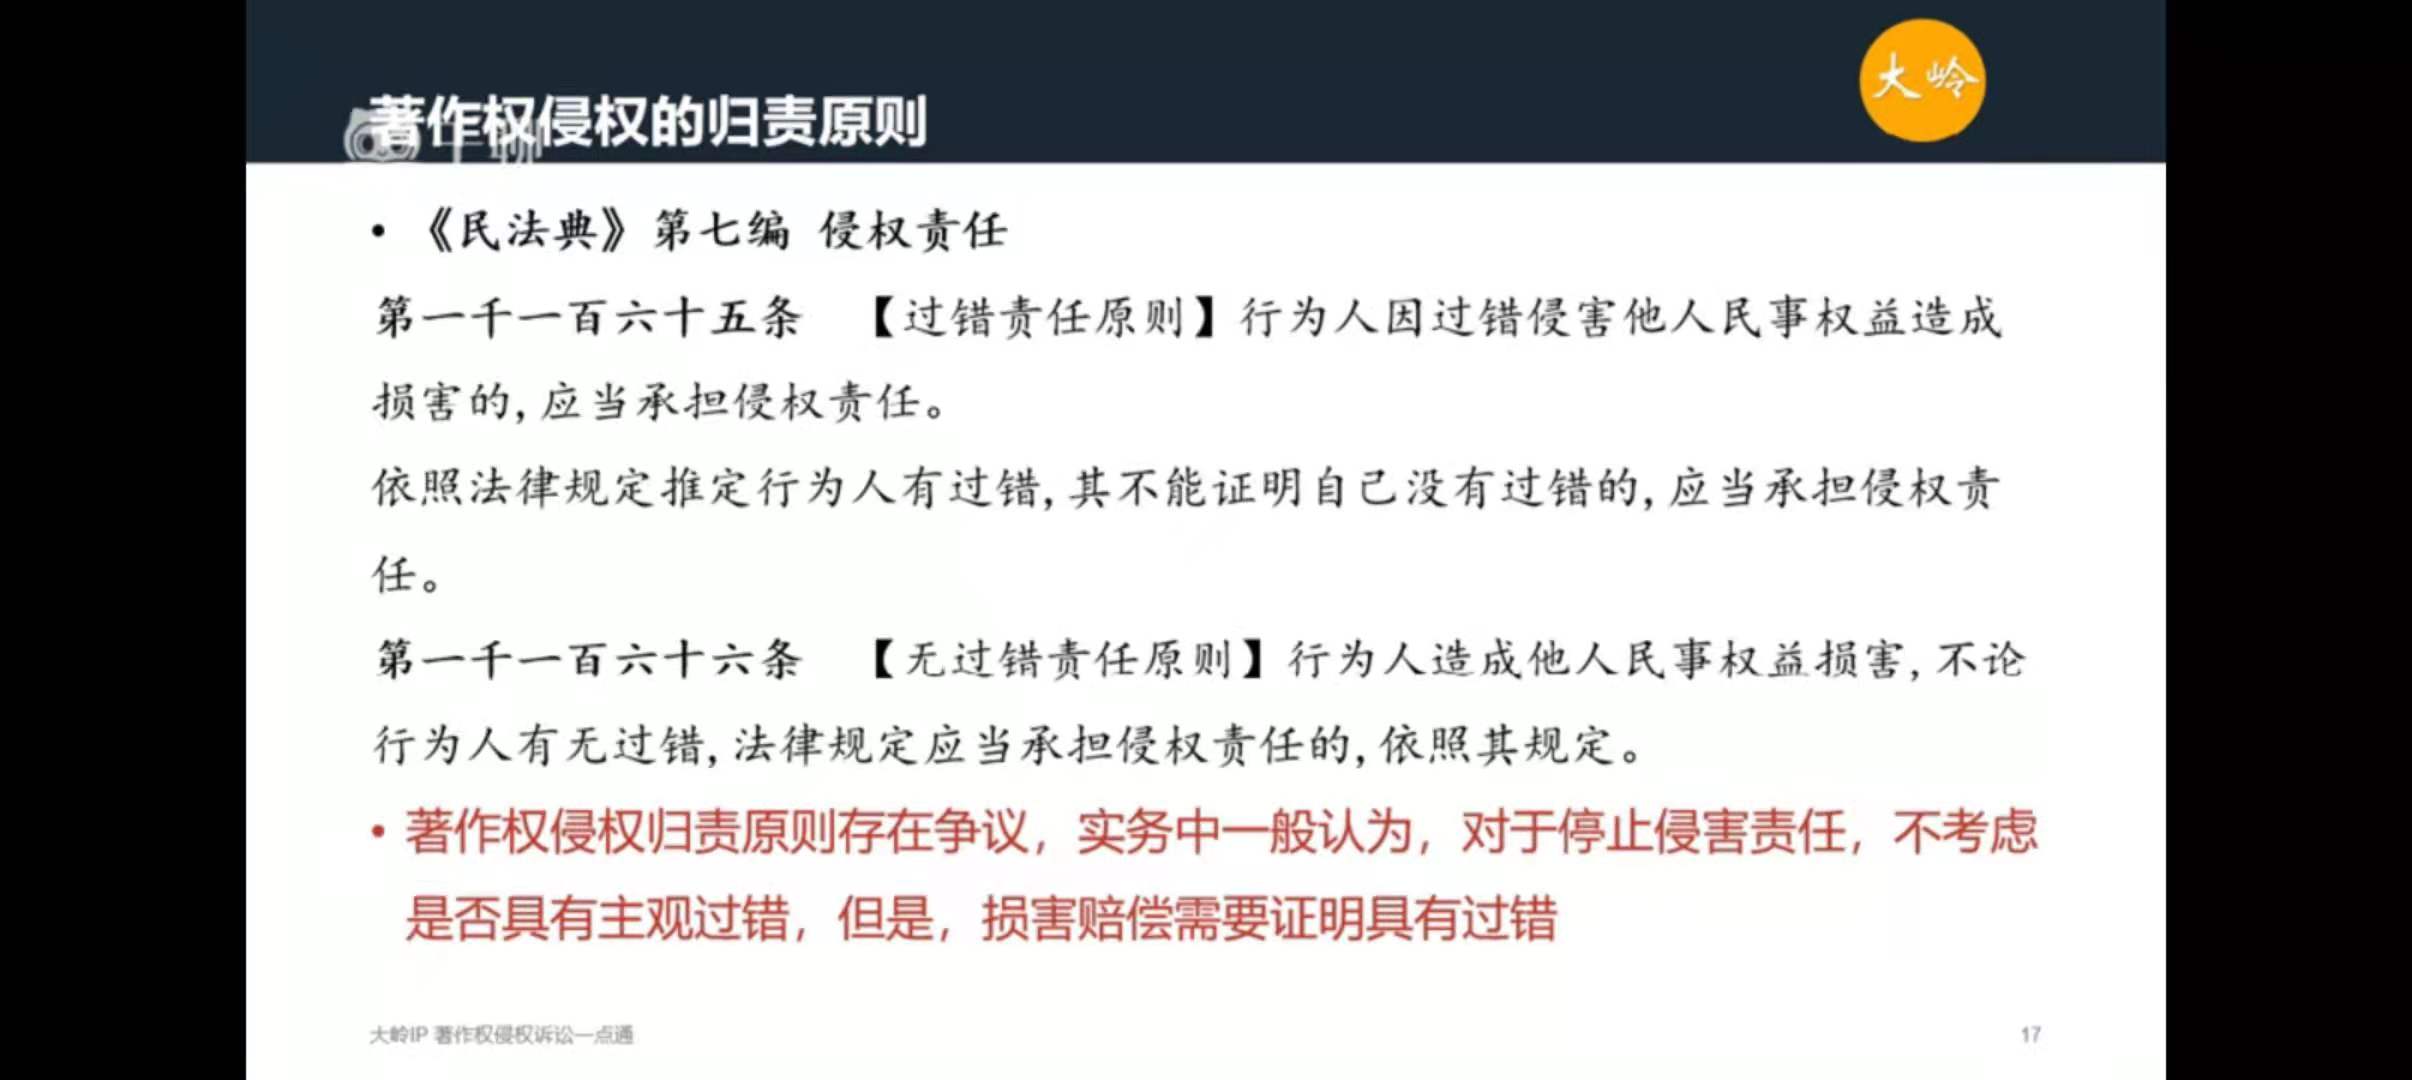 大岭
著作权侵权的归责原则
• 《民法典》第七编 侵权责任
第一千一百六十五条 【过错责任原则】行为人因过错侵害他人民事权益造成
损害的,应当承担侵权责任。
依照法律规定推定行为人有过错,其不能证明自己没有过错的,应当承担侵权责
任。
第一千一百六十六条 【无过错责任原则】行为人造成他人民事权益损害,不论
行为人有无过错,法律规定应当承担侵权责任的,依照其规定。
• 著作权侵权归责原则存在争议，实务中一般认为，对于停止侵害责任，不考虑
是否具有主观过错，但是，损害赔偿需要证明具有过错
大岭IP 著作权侵权诉讼一点通
17